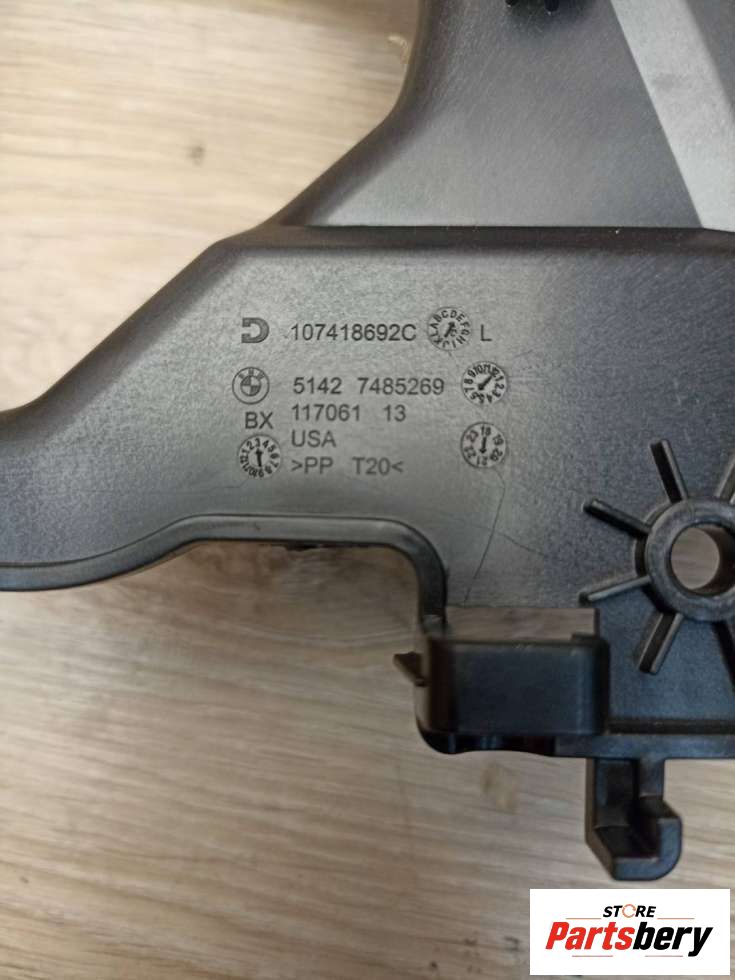 107418692C L
5142 7485269
BX 117061 13
USA
>PP T20<
STORE
Partsbery